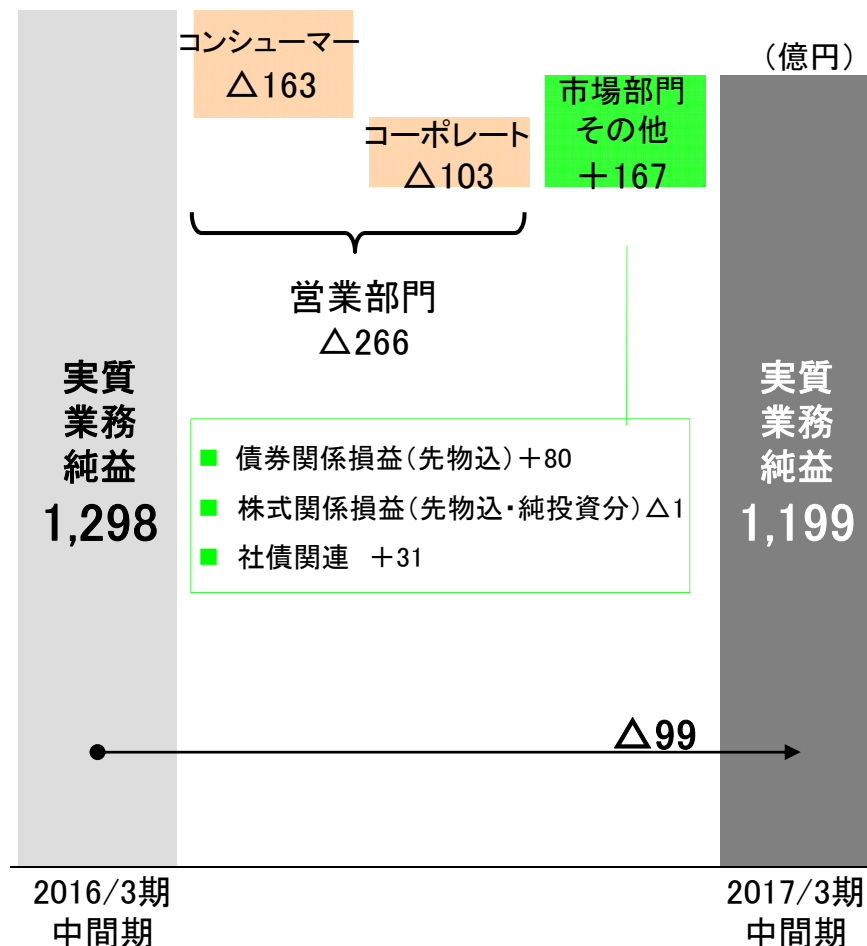 （億円）
コンシューマー
△163
コーポレート
△103
市場部門
その他
＋167
営業部門
△266
実質
業務
純益
1,298
■ 債券関係損益（先物込）＋80
■ 株式関係損益（先物込・純投資分）△1
■ 社債関連 ＋31
実質
業務
純益
1,199
△99
2016/3期
中間期
2017/3期
中間期